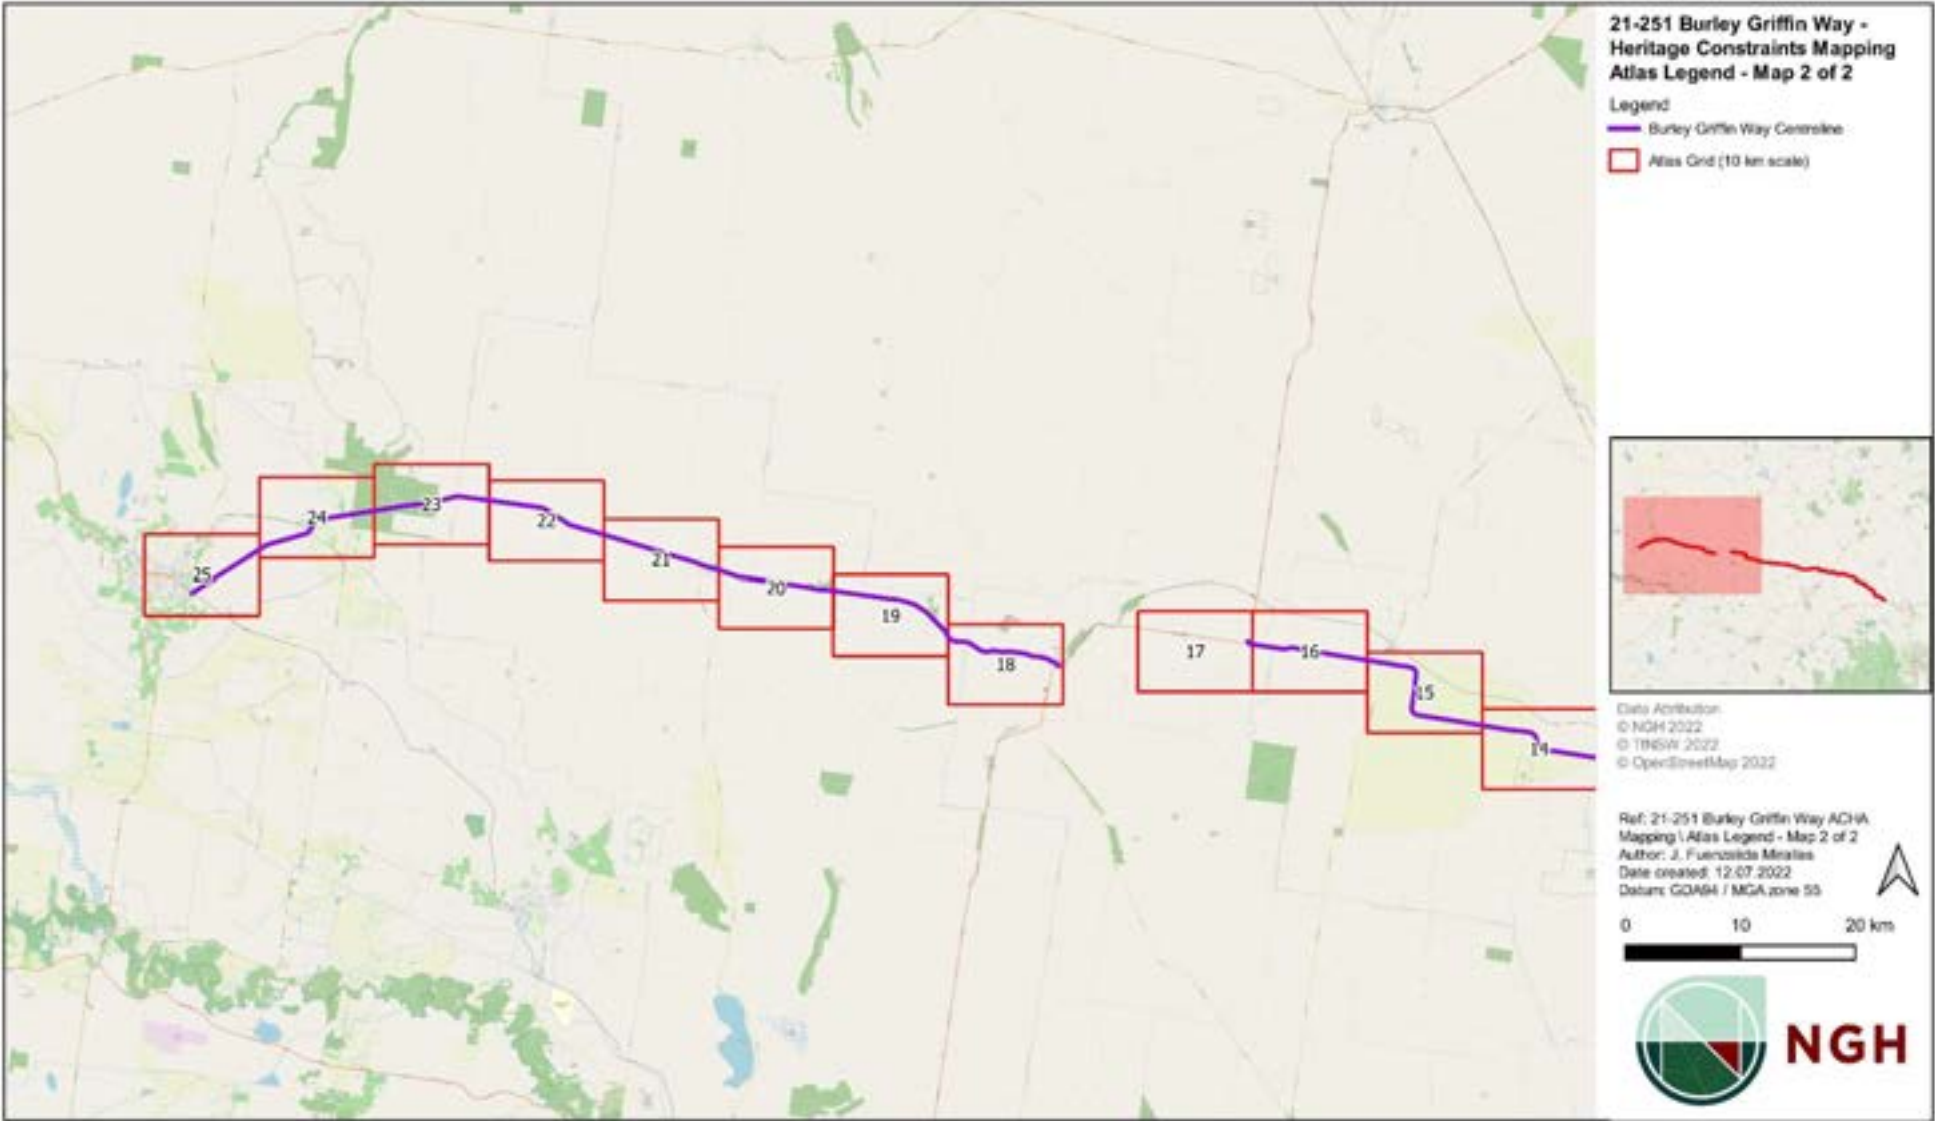 21-251 Burley Griffin Way -
Heritage Constraints Mapping
Atlas Legend - Map 2 of 2
Legend
Burley Griffin Way Centreline
Atlas Grid (10 km scale)
25
24
23
22
21
20
19
18
17
16
15
14
Data Attribution
© NGH 2022
© TfNSW 2022
© OpenStreetMap 2022
Ref: 21-251 Burley Griffin Way ACHA
Mapping \ Atlas Legend - Map 2 of 2
Author: J. Fuenzalida Miralles
Date created: 12.07.2022
Datum: GDA94 / MGA zone 55
0 10 20 km
NGH